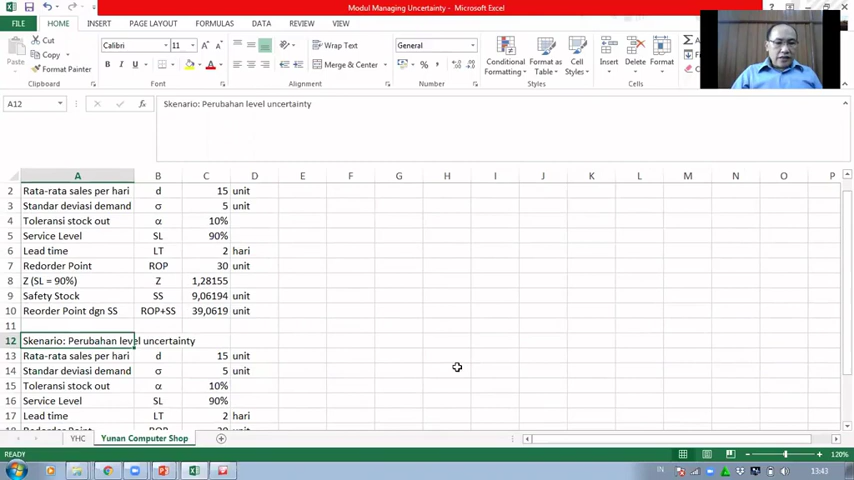 Modul Managing Uncertainty - Microsoft Excel
FILE HOME INSERT PAGE LAYOUT FORMULAS DATA REVIEW VIEW
Cut
Copy
Format Painter
Paste
Clipboard
Calibri 11
B I U
Font
Wrap Text
Merge & Center
Alignment
General
Number
Conditional Formatting
Format as Table
Cell Styles
Styles
Insert Delete Format
Cells
A12 fx Skenario: Perubahan level uncertainty
A B C D E F G H I J K L M N O P
2 Rata-rata sales per hari d 15 unit
3 Standar deviasi demand σ 5 unit
4 Toleransi stock out α 10%
5 Service Level SL 90%
6 Lead time LT 2 hari
7 Redorder Point ROP 30 unit
8 Z (SL = 90%) Z 1,28155
9 Safety Stock SS 9,06194 unit
10 Reorder Point dgn SS ROP+SS 39,0619 unit
11
12 Skenario: Perubahan level uncertainty
13 Rata-rata sales per hari d 15 unit
14 Standar deviasi demand σ 5 unit
15 Toleransi stock out α 10%
16 Service Level SL 90%
17 Lead time LT 2 hari
YHC Yunan Computer Shop
READY 120%
IN 13:43